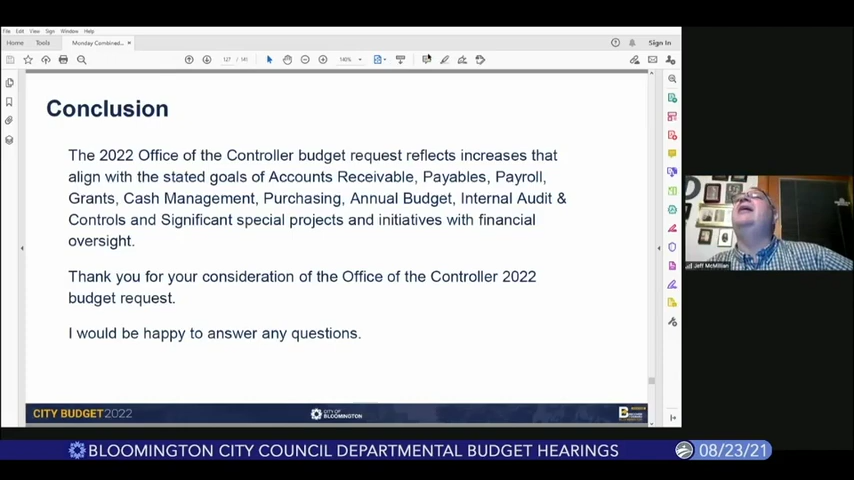 File Edit View Sign Window Help
Home Tools Monday Combined... × Sign In
127 / 141 140%
Conclusion
The 2022 Office of the Controller budget request reflects increases that
align with the stated goals of Accounts Receivable, Payables, Payroll,
Grants, Cash Management, Purchasing, Annual Budget, Internal Audit &
Controls and Significant special projects and initiatives with financial
oversight.
Thank you for your consideration of the Office of the Controller 2022
budget request.
I would be happy to answer any questions.
Jeff McMillian
CITY BUDGET 2022 CITY OF BLOOMINGTON
BLOOMINGTON CITY COUNCIL DEPARTMENTAL BUDGET HEARINGS 08/23/21